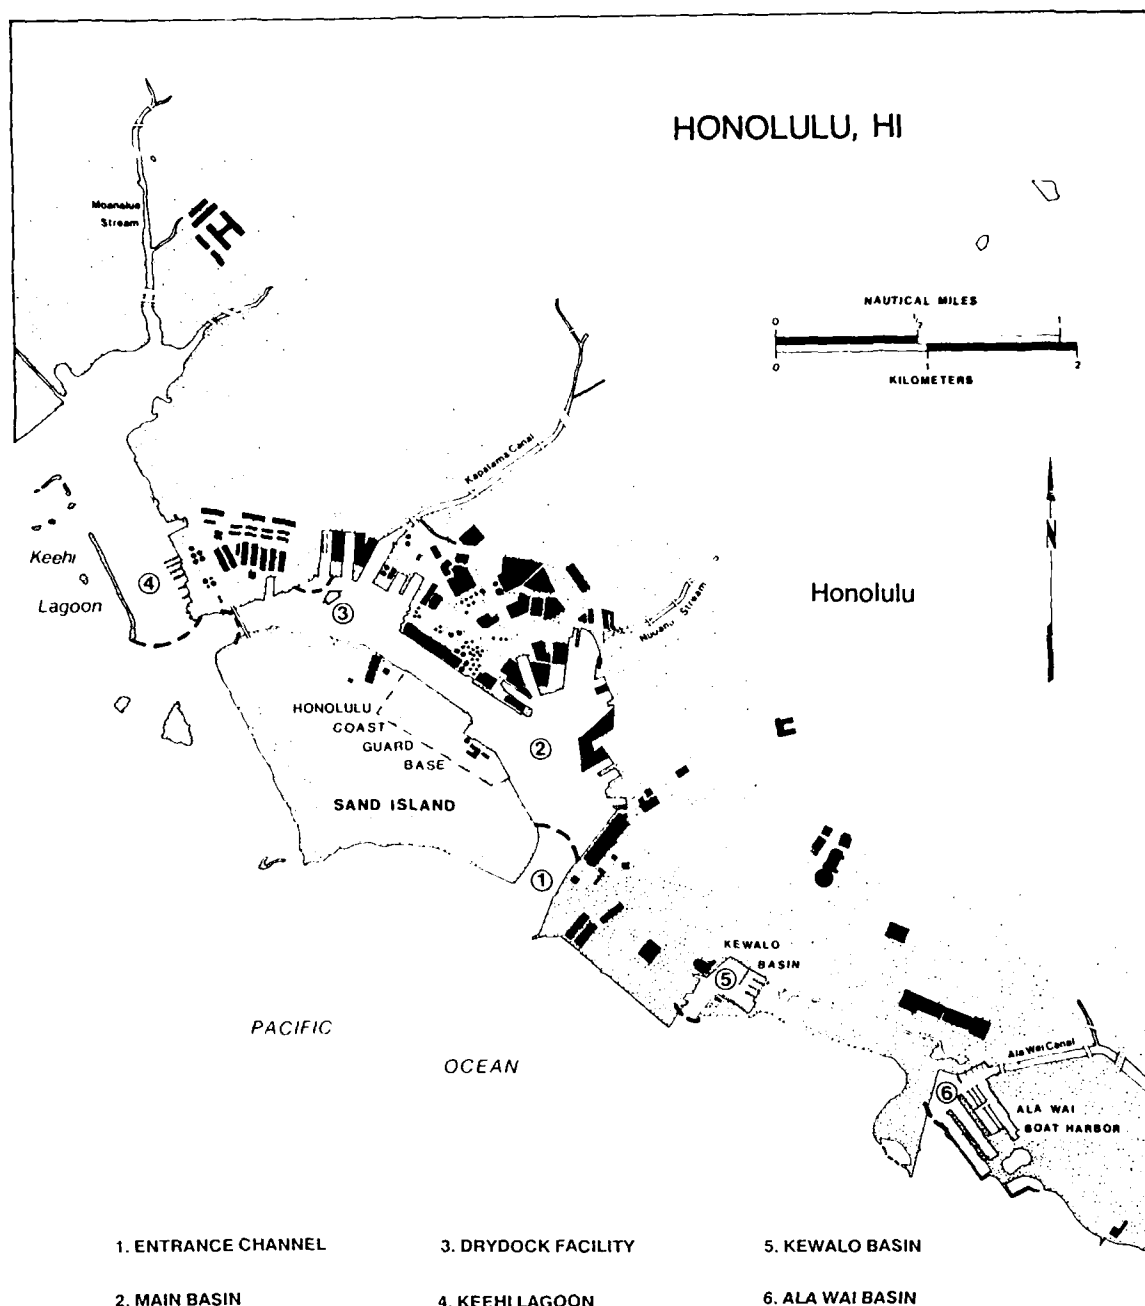 HONOLULU, HI
Moanalua
Stream
NAUTICAL MILES
0 1/2 1
0 1 2
KILOMETERS
Kapalama Canal
N
Keehi
Lagoon
4
3
Honolulu
Nuuanu Stream
HONOLULU
COAST
GUARD
BASE
2
SAND ISLAND
1
KEWALO
BASIN
5
PACIFIC
OCEAN
Ala Wai Canal
6
ALA WAI
BOAT HARBOR
1. ENTRANCE CHANNEL
3. DRYDOCK FACILITY
5. KEWALO BASIN
2. MAIN BASIN
4. KEEHI LAGOON
6. ALA WAI BASIN